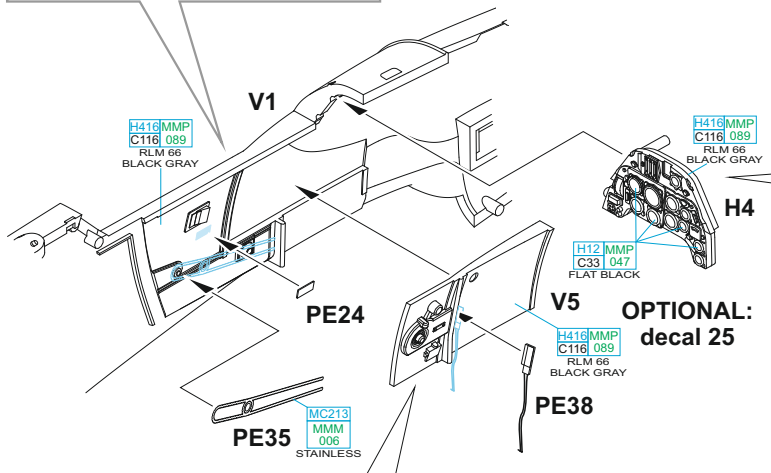 V1
H416 MMP
C116 089
RLM 66
BLACK GRAY
H416 MMP
C116 089
RLM 66
BLACK GRAY
H4
H12 MMP
C33 047
FLAT BLACK
PE24
V5
OPTIONAL:
decal 25
H416 MMP
C116 089
RLM 66
BLACK GRAY
PE38
PE35
MC213
MMM
006
STAINLESS